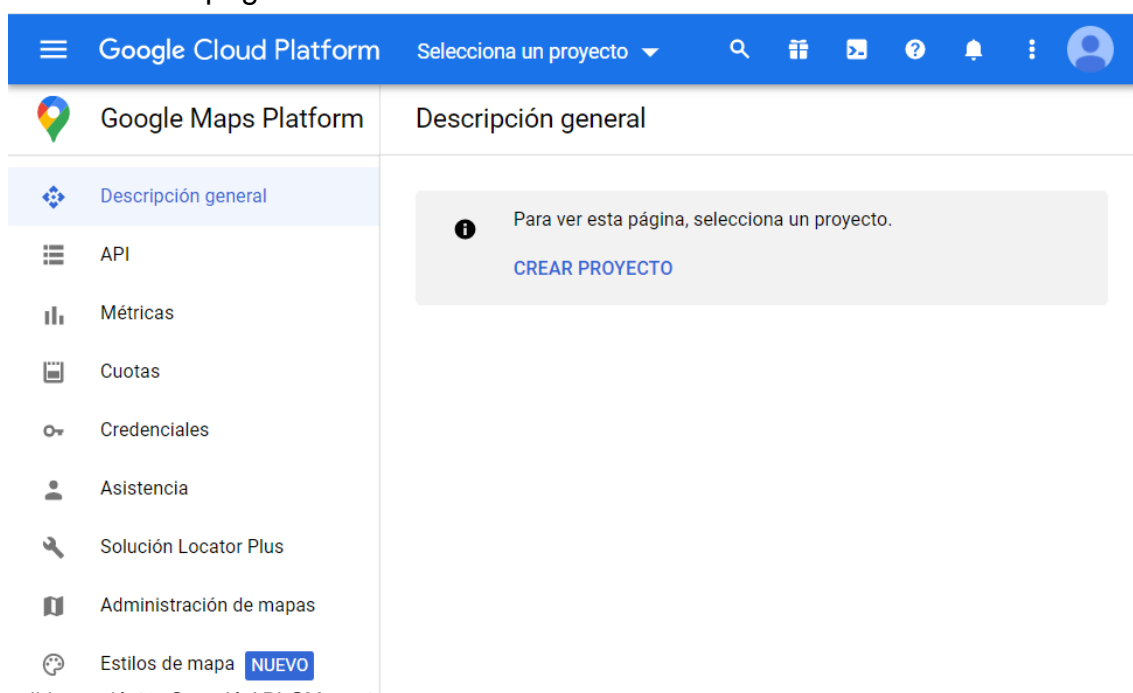 Google Cloud Platform Selecciona un proyecto
Google Maps Platform
Descripción general
Descripción general
Para ver esta página, selecciona un proyecto.
CREAR PROYECTO
API
Métricas
Cuotas
Credenciales
Asistencia
Solución Locator Plus
Administración de mapas
Estilos de mapa NUEVO